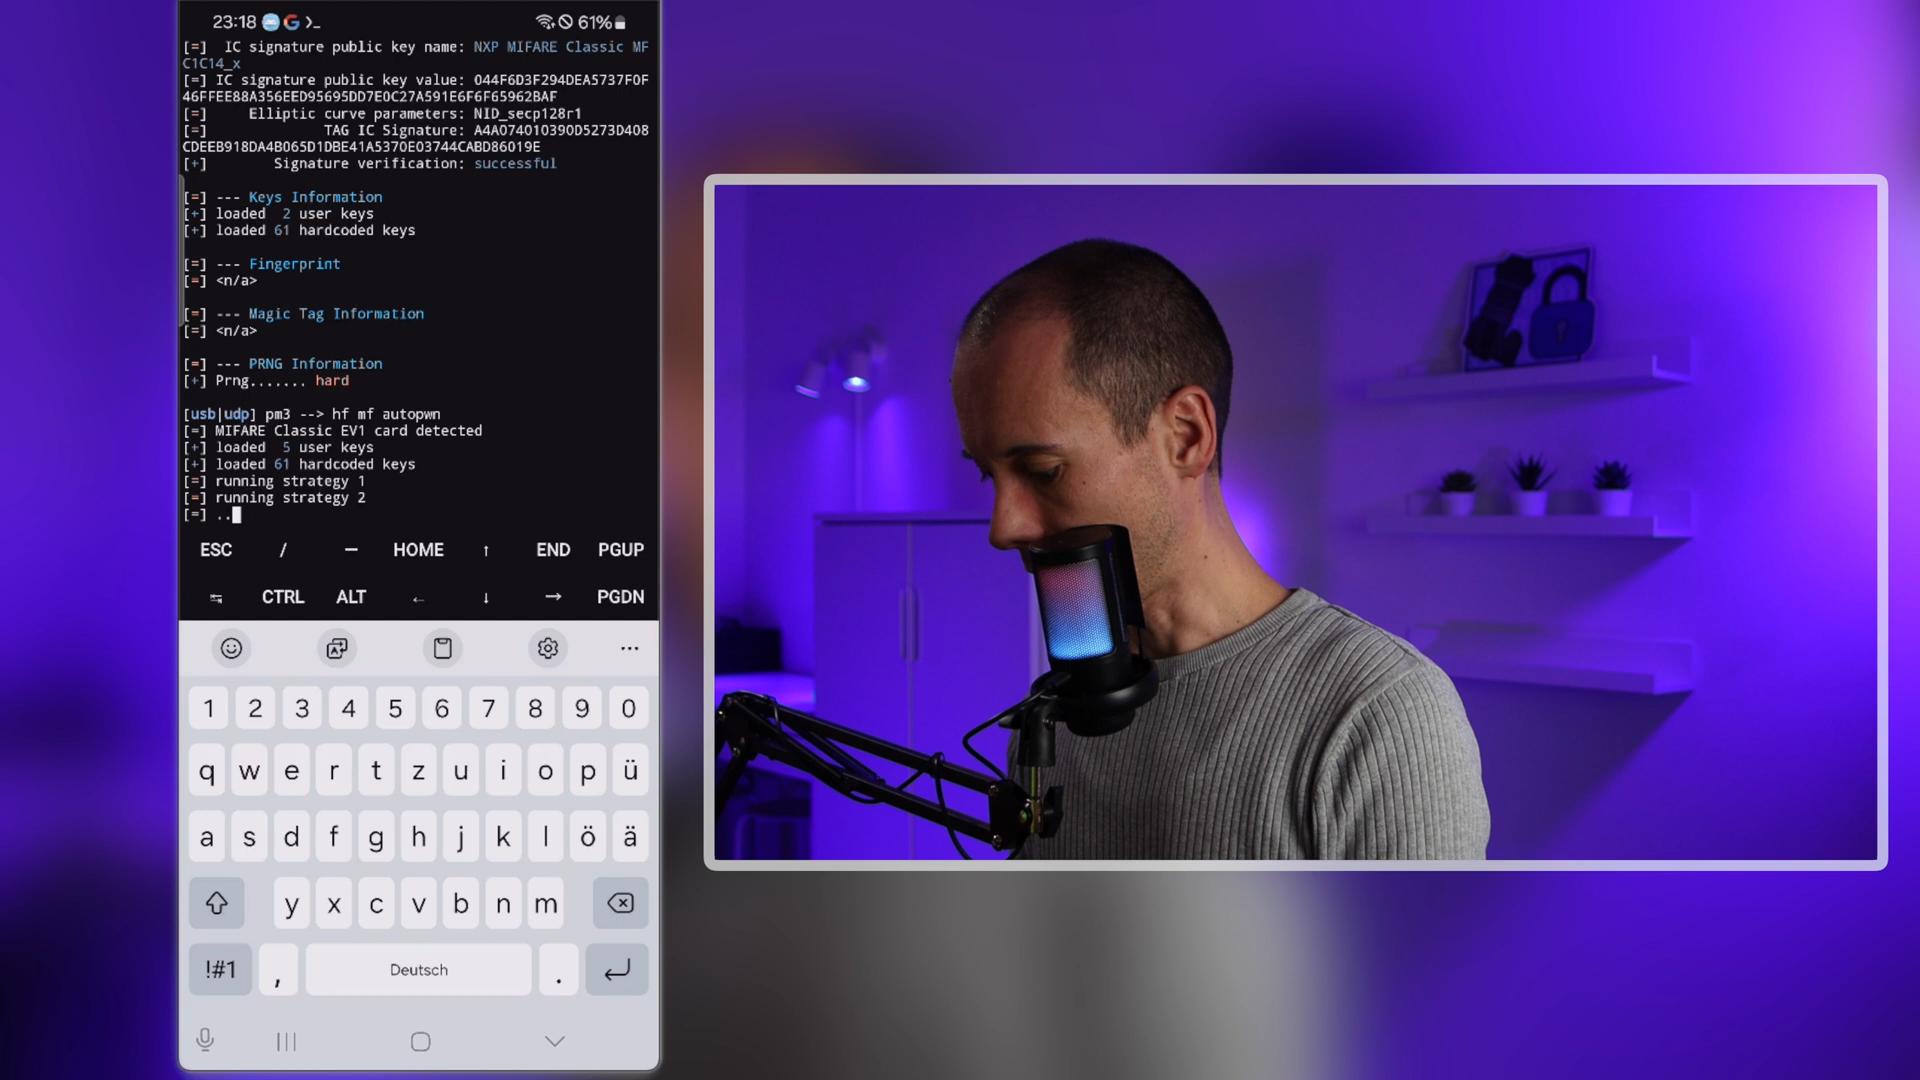 23:18 G >_ 61%
[=] IC signature public key name: NXP MIFARE Classic MF
C1C14_x
[=] IC signature public key value: 044F6D3F294DEA5737F0F
46FFEE88A356EED95695DD7E0C27A591E6F6F65962BAF
[=] Elliptic curve parameters: NID_secp128r1
[=] TAG IC Signature: A4A074010390D5273D408
CDEEB918DA4B065D1DBE41A5370E03744CABD86019E
[+] Signature verification: successful
[=] --- Keys Information
[+] loaded 2 user keys
[+] loaded 61 hardcoded keys
[=] --- Fingerprint
[=] <n/a>
[=] --- Magic Tag Information
[=] <n/a>
[=] --- PRNG Information
[+] Prng....... hard
[usb|udp] pm3 --> hf mf autopwn
[=] MIFARE Classic EV1 card detected
[+] loaded 5 user keys
[+] loaded 61 hardcoded keys
[=] running strategy 1
[=] running strategy 2
[=] ..
ESC / — HOME ↑ END PGUP
↹ CTRL ALT ← ↓ → PGDN
1 2 3 4 5 6 7 8 9 0
q w e r t z u i o p ü
a s d f g h j k l ö ä
y x c v b n m
!#1 , Deutsch .